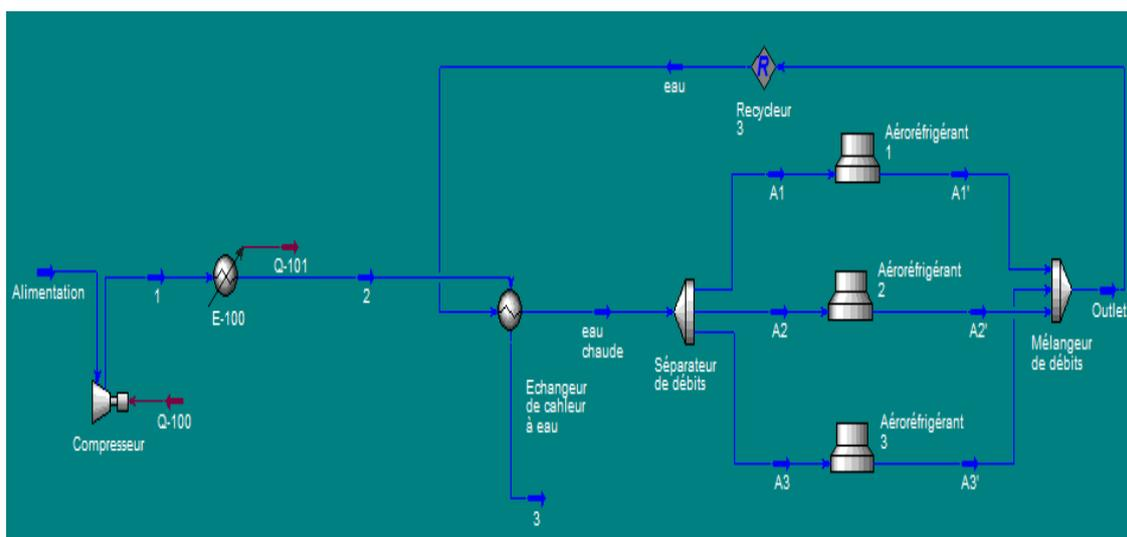 R
eau
Recycleur
3
Aéroréfrigérant
1
A1
A1'
Alimentation
1
Q-101
E-100
2
Aéroréfrigérant
2
eau
chaude
A2
A2'
Outlet
Séparateur
de débits
Mélangeur
de débits
Echangeur
de cahleur
à eau
Q-100
Compresseur
Aéroréfrigérant
3
A3
A3'
3